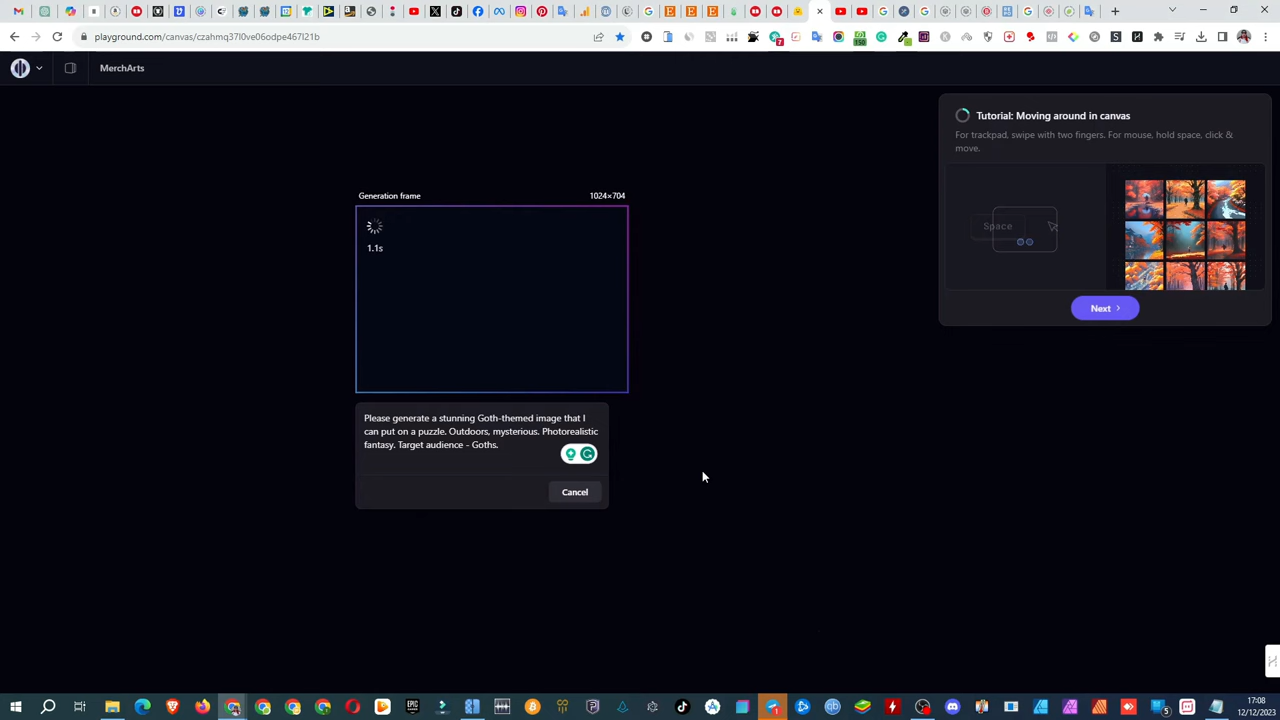 playground.com/canvas/czahmq37l0ve06odpe467l21b
7
150
MerchArts
Tutorial: Moving around in canvas
For trackpad, swipe with two fingers. For mouse, hold space, click &
move.
Space
Next
Generation frame
1024×704
1.1s
Please generate a stunning Goth-themed image that I
can put on a puzzle. Outdoors, mysterious. Photorealistic
fantasy. Target audience - Goths.
Cancel
17:08
12/12/2023